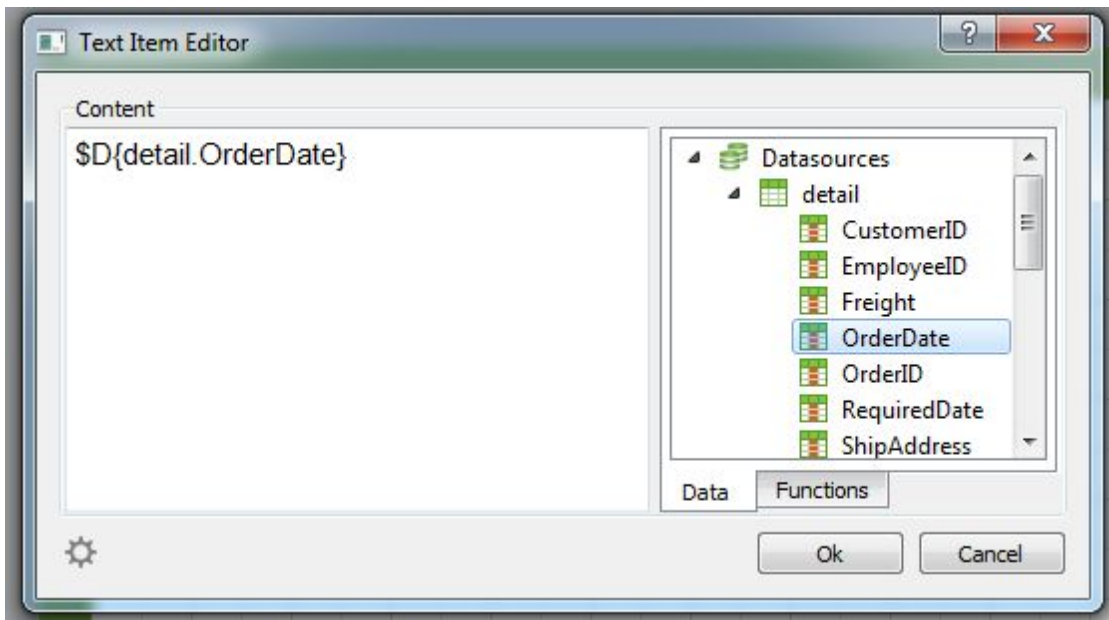 Text Item Editor
Content
$D{detail.OrderDate}
Datasources
detail
CustomerID
EmployeeID
Freight
OrderDate
OrderID
RequiredDate
ShipAddress
Data Functions
Ok Cancel